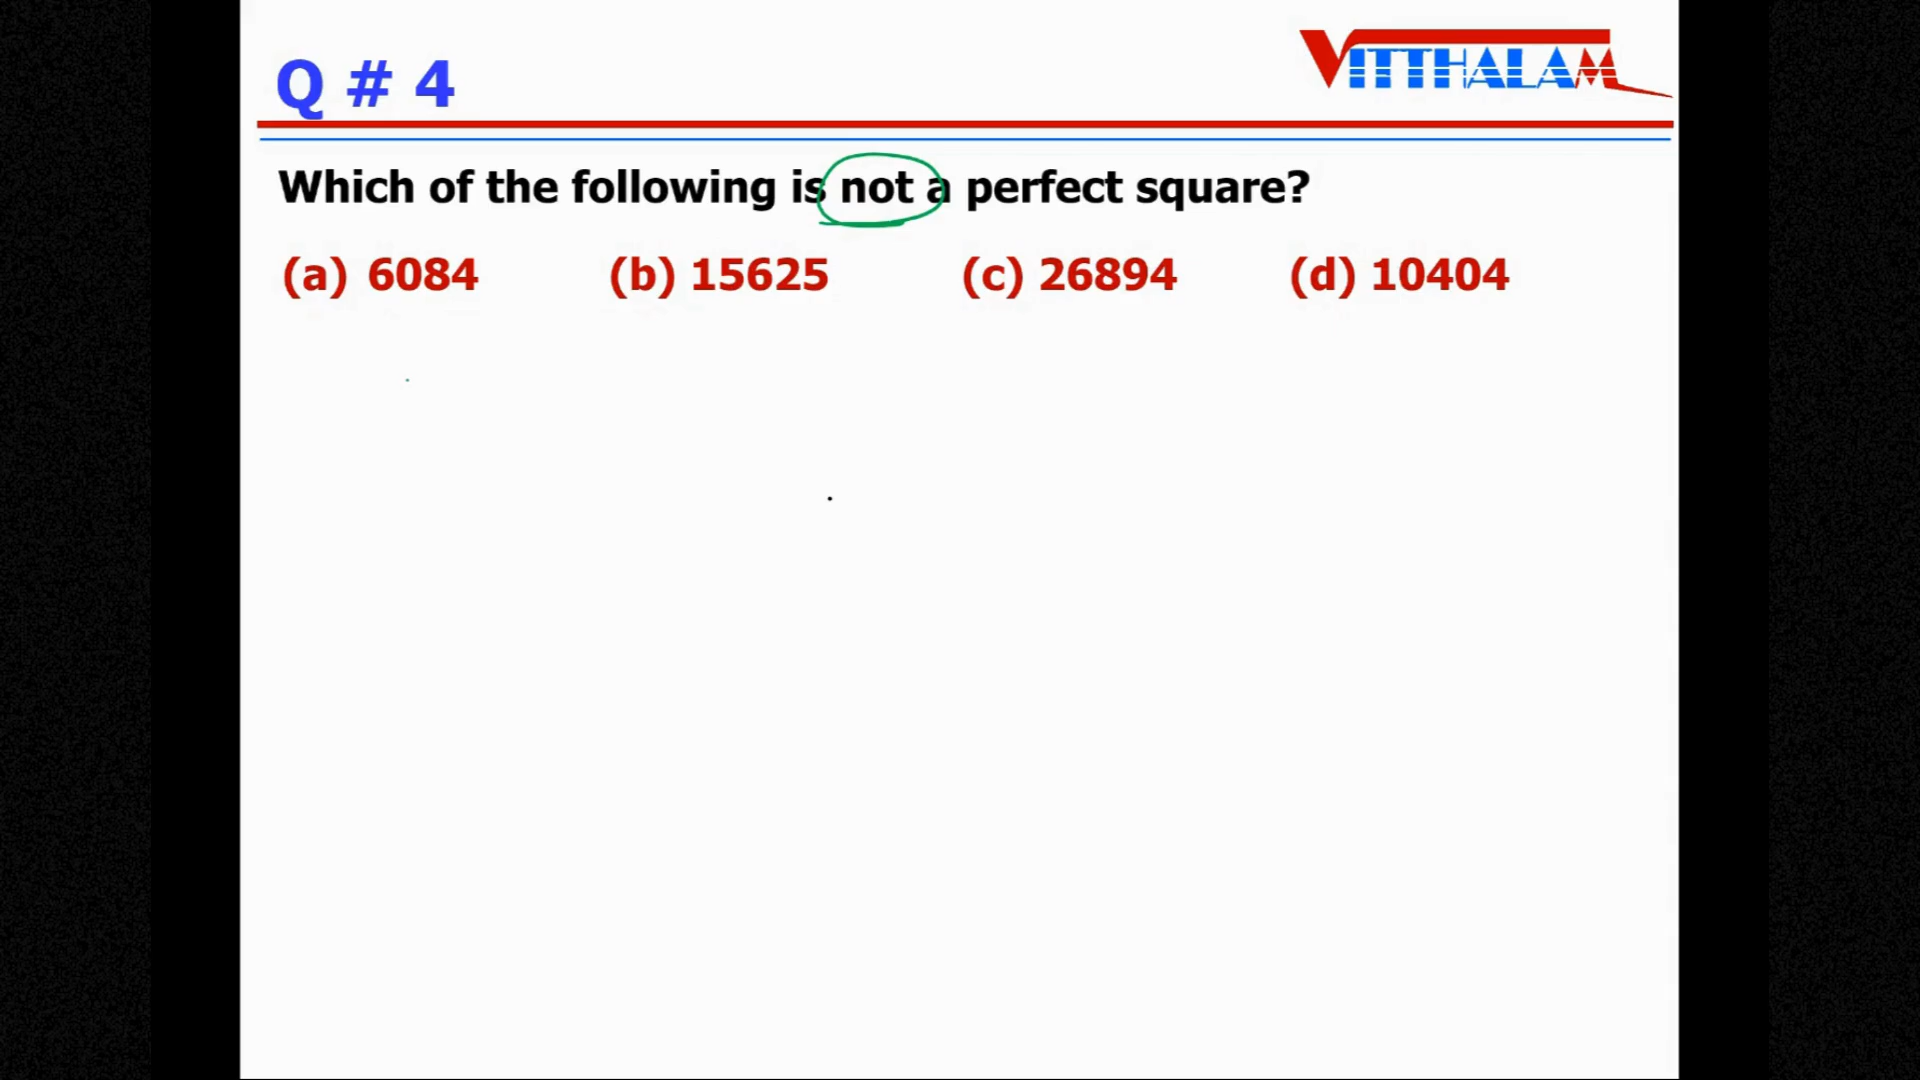 Q # 4
VITTHALAM
Which of the following is not a perfect square?
(a) 6084 (b) 15625 (c) 26894 (d) 10404